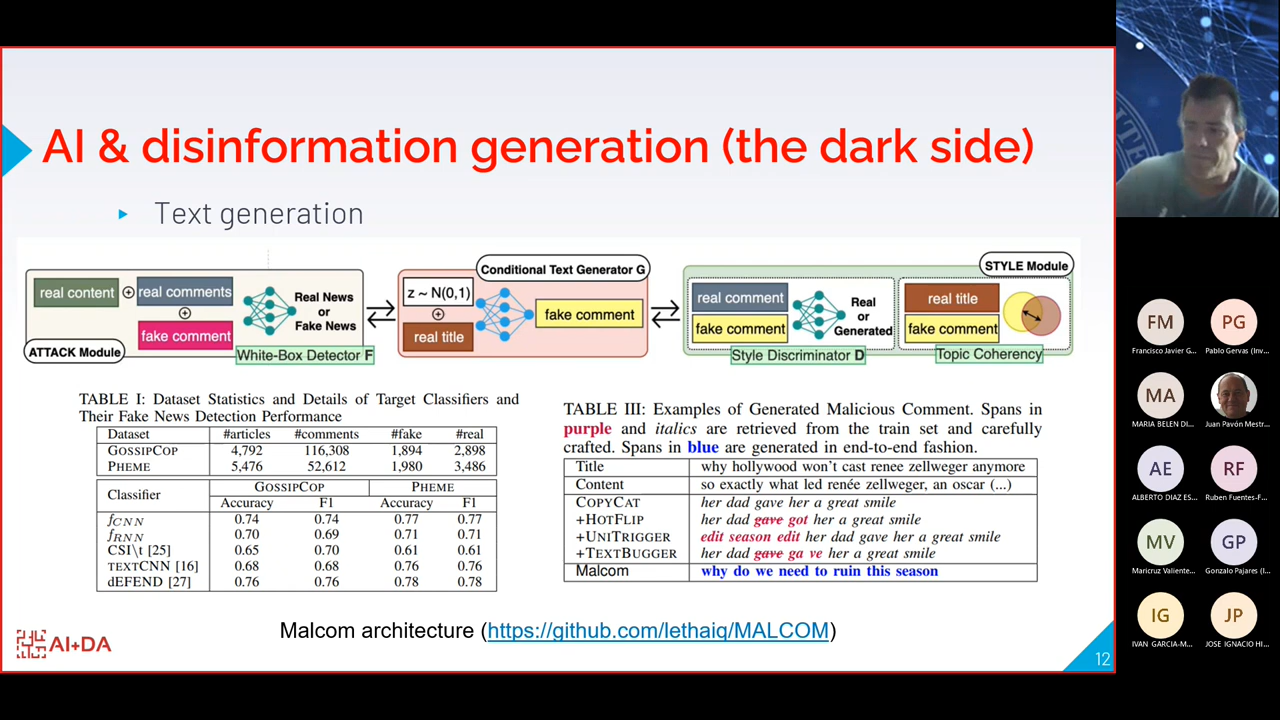 AI & disinformation generation (the dark side)
Text generation
real content
real comments
fake comment
Real News
or
Fake News
ATTACK Module
White-Box Detector F
Conditional Text Generator G
z ~ N(0,1)
real title
fake comment
STYLE Module
real comment
fake comment
Real
or
Generated
Style Discriminator D
real title
fake comment
Topic Coherency
TABLE I: Dataset Statistics and Details of Target Classifiers and
Their Fake News Detection Performance
Dataset #articles #comments #fake #real
GOSSIPCOP 4,792 116,308 1,894 2,898
PHEME 5,476 52,612 1,980 3,486
Classifier GOSSIPCOP PHEME
Accuracy F1 Accuracy F1
fCNN 0.74 0.74 0.77 0.77
fRNN 0.70 0.69 0.71 0.71
CSI\t [25] 0.65 0.70 0.61 0.61
TEXTCNN [16] 0.68 0.68 0.76 0.76
dEFEND [27] 0.76 0.76 0.78 0.78
TABLE III: Examples of Generated Malicious Comment. Spans in
purple and italics are retrieved from the train set and carefully
crafted. Spans in blue are generated in end-to-end fashion.
Title why hollywood won't cast renee zellweger anymore
Content so exactly what led renée zellweger, an oscar (...)
COPYCAT her dad gave her a great smile
+HOTFLIP her dad gave got her a great smile
+UNITRIGGER edit season edit her dad gave her a great smile
+TEXTBUGGER her dad gave ga ve her a great smile
Malcom why do we need to ruin this season
Malcom architecture (https://github.com/lethaiq/MALCOM)
AI+DA
12
FM PG
Francisco Javier G... Pablo Gervas (Inv...
MA
MARIA BELEN DI... Juan Pavón Mestr...
AE RF
ALBERTO DIAZ ES... Ruben Fuentes-F...
MV GP
Maricruz Valiente... Gonzalo Pajares (I...
IG JP
IVAN GARCIA-M... JOSE IGNACIO HI...